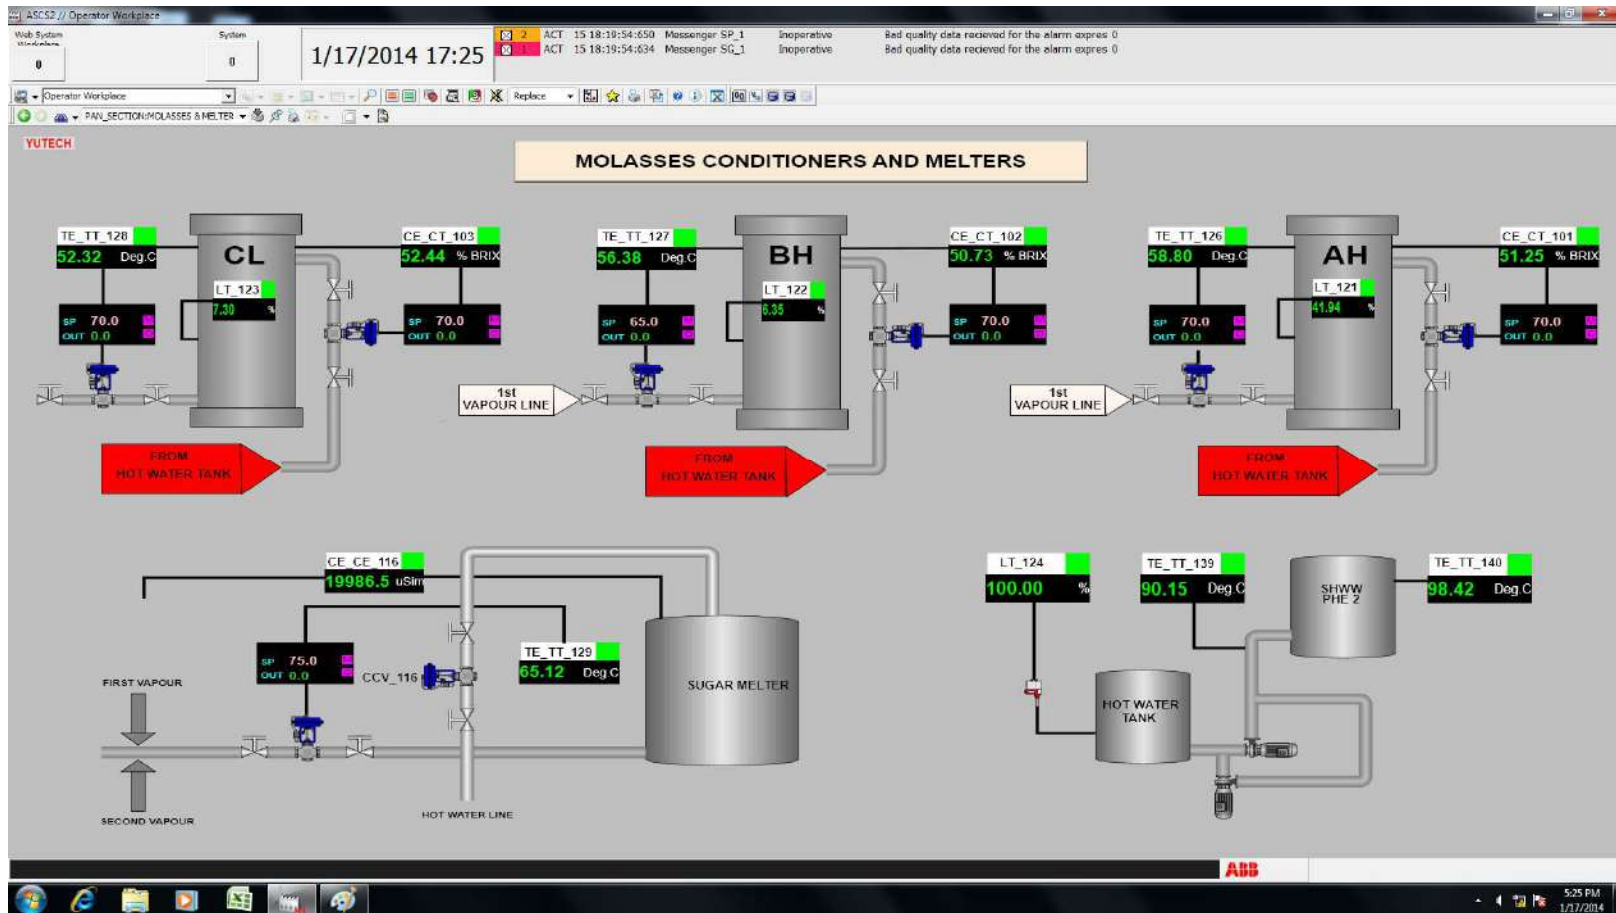 ASCS2 // Operator Workplace
Web System
Workplace
0
System
0
1/17/2014 17:25
2 ACT 15 18:19:54:650 Messenger SP_1 Inoperative Bad quality data recieved for the alarm expres 0
1 ACT 15 18:19:54:634 Messenger SG_1 Inoperative Bad quality data recieved for the alarm expres 0
Operator Workplace
Replace
PAN_SECTION:MOLASSES & MELTER
YUTECH
MOLASSES CONDITIONERS AND MELTERS
TE_TT_128
52.32 Deg.C
CL
CE_CT_103
52.44 % BRIX
LT_123
7.30 %
SP 70.0
OUT 0.0
SP 70.0
OUT 0.0
FROM
HOT WATER TANK
TE_TT_127
56.38 Deg.C
BH
CE_CT_102
50.73 % BRIX
LT_122
6.35 %
SP 65.0
OUT 0.0
SP 70.0
OUT 0.0
1st
VAPOUR LINE
FROM
HOT WATER TANK
TE_TT_126
58.80 Deg.C
AH
CE_CT_101
51.25 % BRIX
LT_121
41.94 %
SP 70.0
OUT 0.0
SP 70.0
OUT 0.0
1st
VAPOUR LINE
FROM
HOT WATER TANK
CE_CE_116
19986.5 uSim
SP 75.0
OUT 0.0
CCV_116
TE_TT_129
65.12 Deg.C
SUGAR MELTER
FIRST VAPOUR
SECOND VAPOUR
HOT WATER LINE
LT_124
100.00 %
TE_TT_139
90.15 Deg.C
SHWW
PHE 2
TE_TT_140
98.42 Deg.C
HOT WATER
TANK
ABB
5:25 PM
1/17/2014